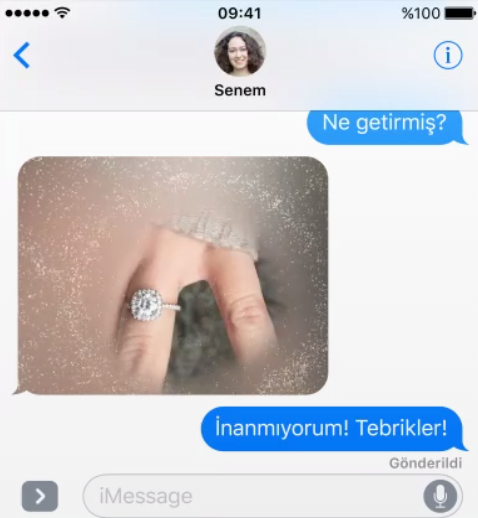 09:41
%100
Senem
Ne getirmiş?
İnanmıyorum! Tebrikler!
Gönderildi
iMessage